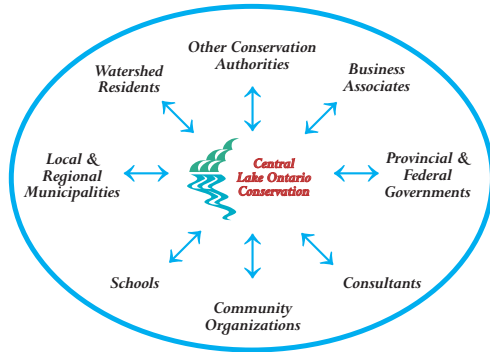 Other Conservation
Authorities
Watershed
Residents
Business
Associates
Local &
Regional
Municipalities
Central
Lake Ontario
Conservation
Provincial &
Federal
Governments
Schools
Consultants
Community
Organizations